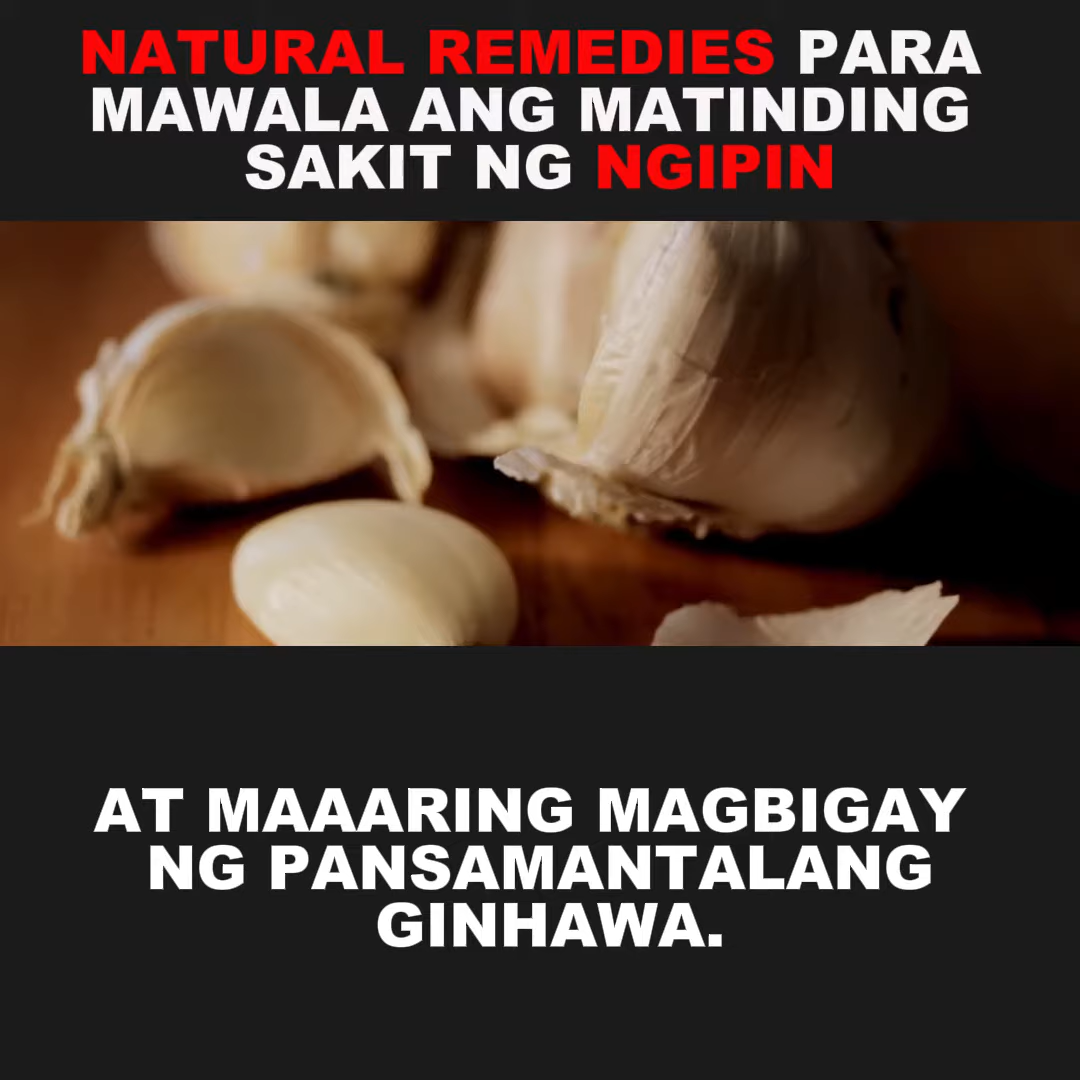 NATURAL REMEDIES PARA
MAWALA ANG MATINDING
SAKIT NG NGIPIN
AT MAAARING MAGBIGAY
NG PANSAMANTALANG
GINHAWA.